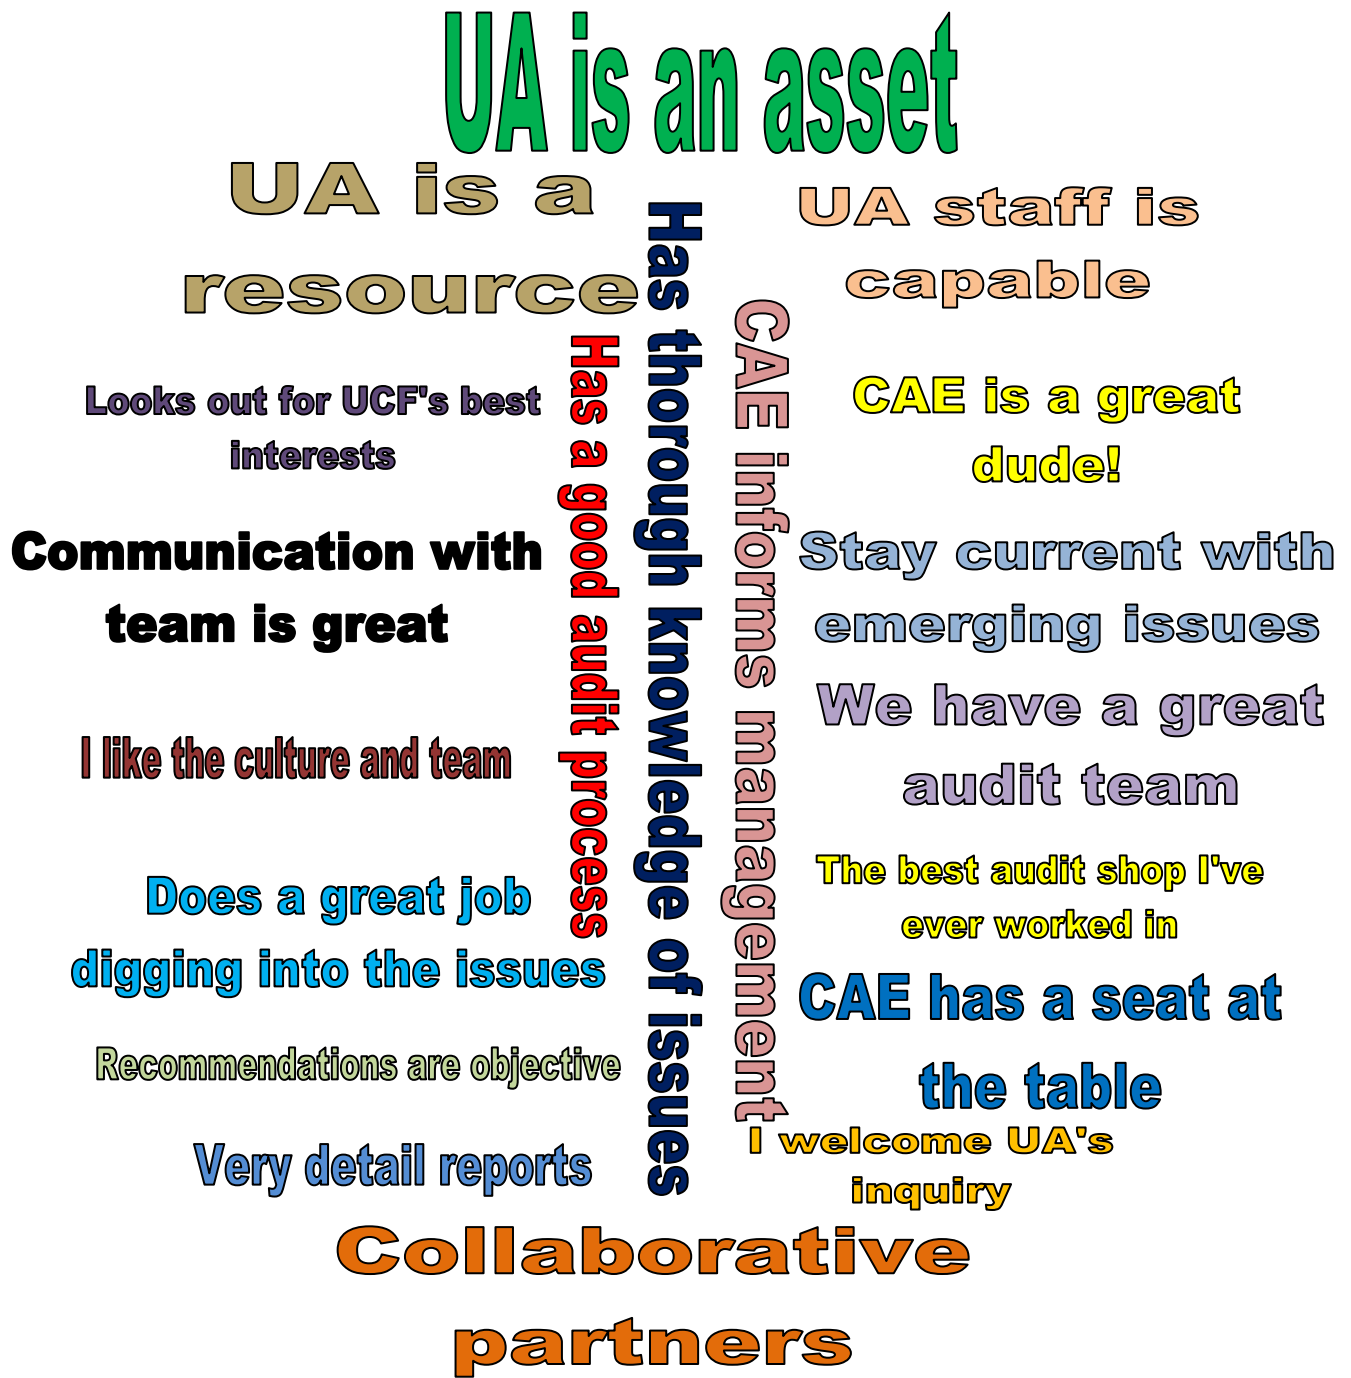 UA is an asset
UA is a
resource
UA staff is
capable
Has thorough knowledge of issues
CAE informs management
Has a good audit process
Looks out for UCF's best
interests
CAE is a great
dude!
Communication with
team is great
Stay current with
emerging issues
I like the culture and team
We have a great
audit team
Does a great job
digging into the issues
The best audit shop I've
ever worked in
CAE has a seat at
the table
Recommendations are objective
Very detail reports
I welcome UA's
inquiry
Collaborative
partners